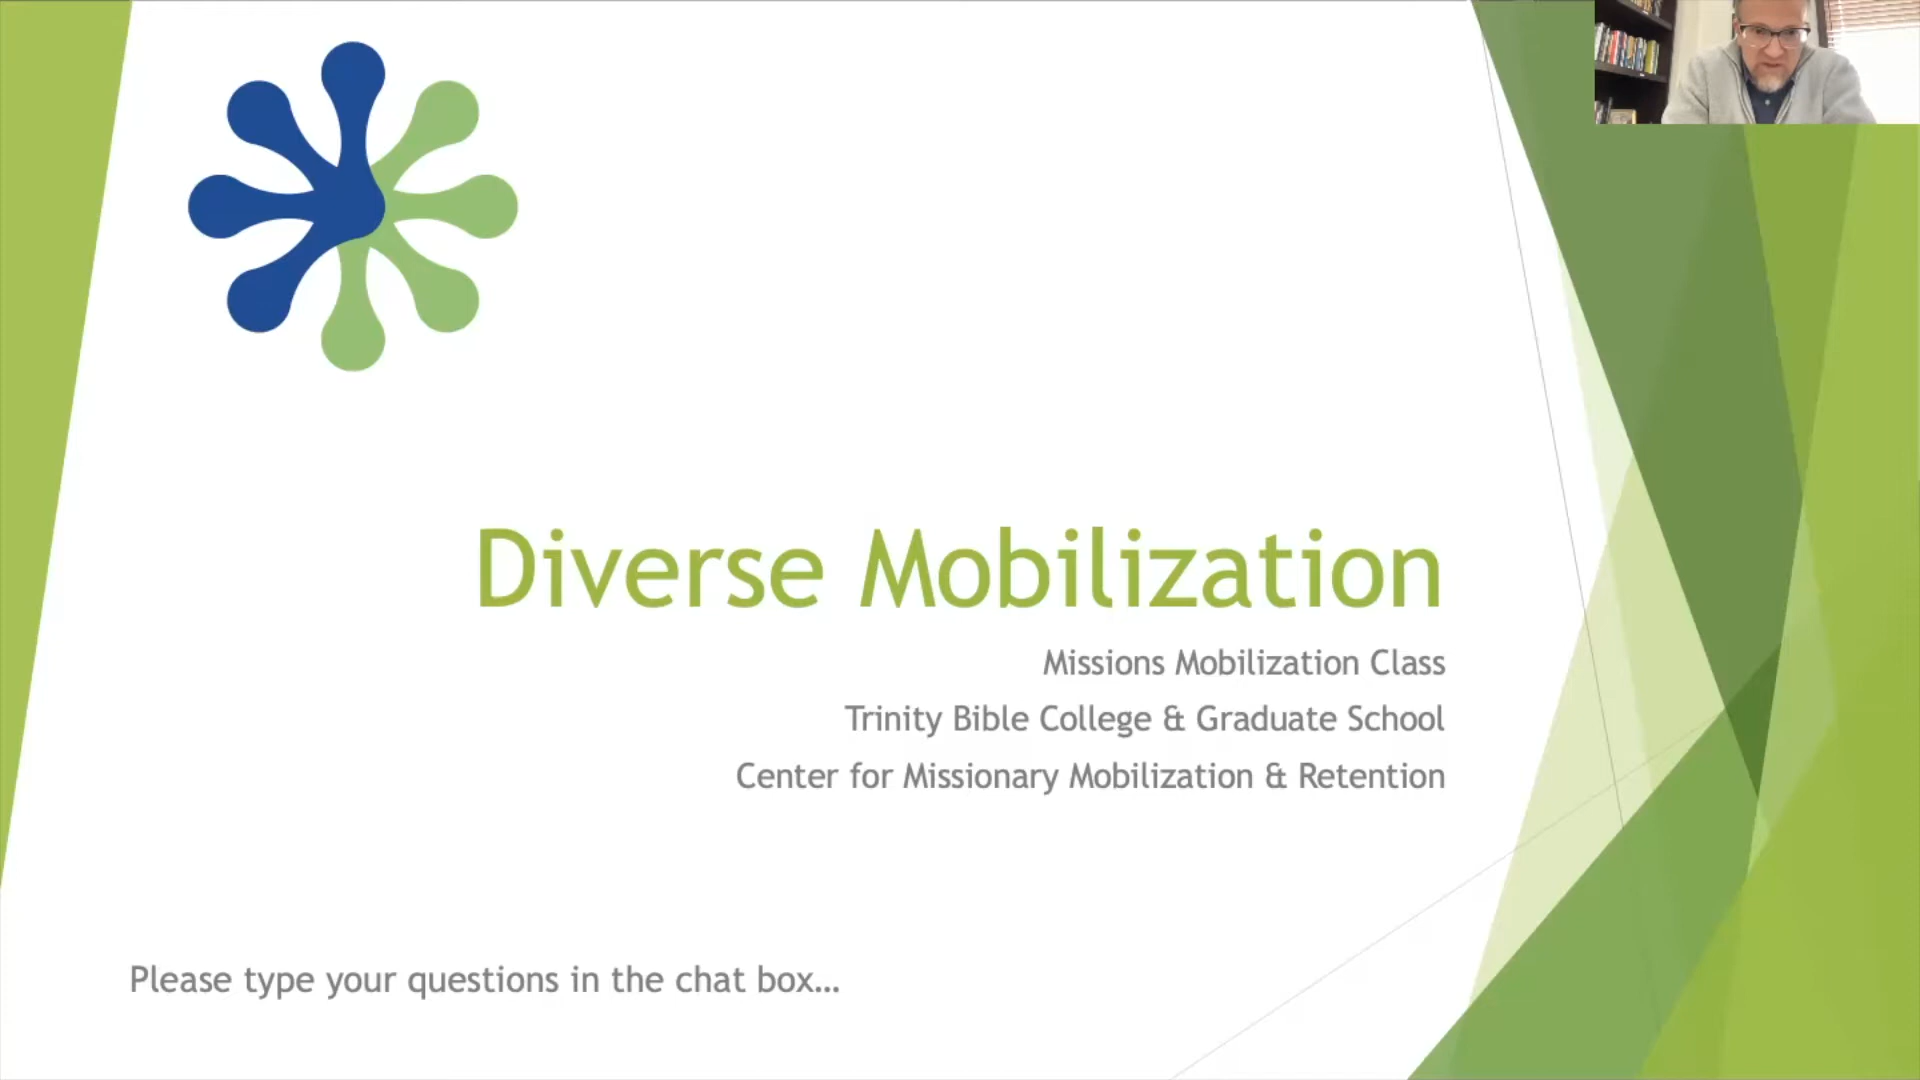 Diverse Mobilization
Missions Mobilization Class
Trinity Bible College & Graduate School
Center for Missionary Mobilization & Retention
Please type your questions in the chat box...